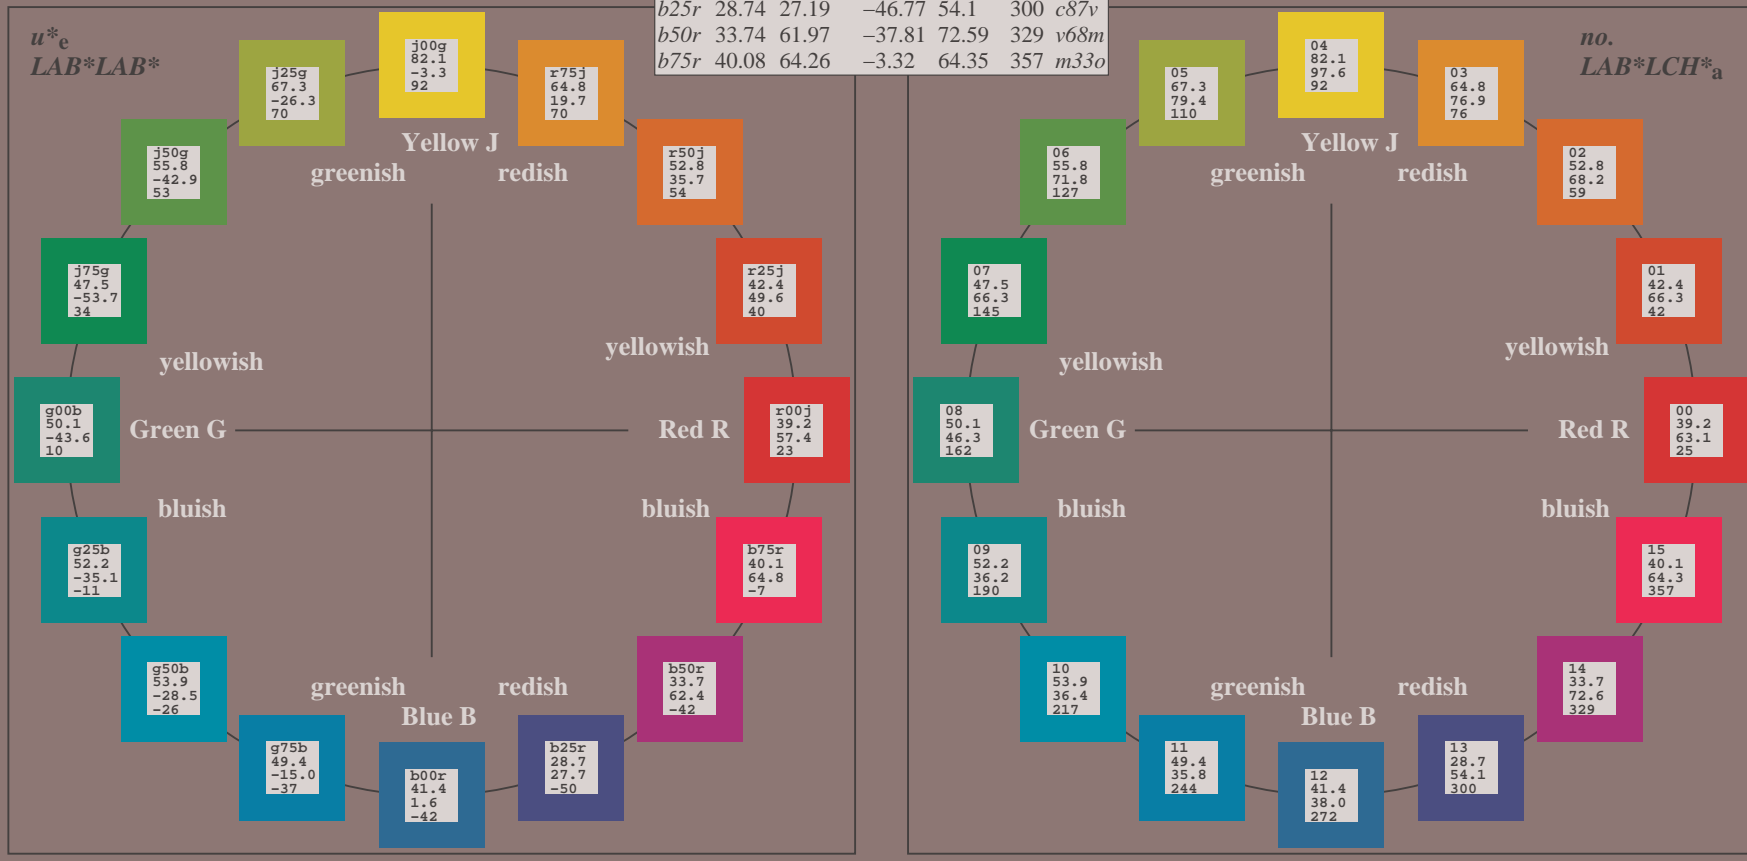 b25r 28.74 27.19 −46.77 54.1 300 c87v
b50r 33.74 61.97 −37.81 72.59 329 v68m
b75r 40.08 64.26 −3.32 64.35 357 m33o
u*e
LAB*LAB*
j00g
82.1
-3.3
92
j25g
67.3
-26.3
70
r75j
64.8
19.7
70
j50g
55.8
-42.9
53
r50j
52.8
35.7
54
Yellow J
greenish redish
j75g
47.5
-53.7
34
r25j
42.4
49.6
40
yellowish
yellowish
g00b
50.1
-43.6
10
Green G
Red R
r00j
39.2
57.4
23
bluish
bluish
g25b
52.2
-35.1
-11
b75r
40.1
64.8
-7
g50b
53.9
-28.5
-26
b50r
33.7
62.4
-42
greenish redish
Blue B
g75b
49.4
-15.0
-37
b00r
41.4
1.6
-42
b25r
28.7
27.7
-50
no.
LAB*LCH*a
04
82.1
97.6
92
05
67.3
79.4
110
03
64.8
76.9
76
06
55.8
71.8
127
02
52.8
68.2
59
Yellow J
greenish redish
07
47.5
66.3
145
01
42.4
66.3
42
yellowish
yellowish
08
50.1
46.3
162
Green G
Red R
00
39.2
63.1
25
bluish
bluish
09
52.2
36.2
190
15
40.1
64.3
357
10
53.9
36.4
217
14
33.7
72.6
329
greenish redish
Blue B
11
49.4
35.8
244
12
41.4
38.0
272
13
28.7
54.1
300